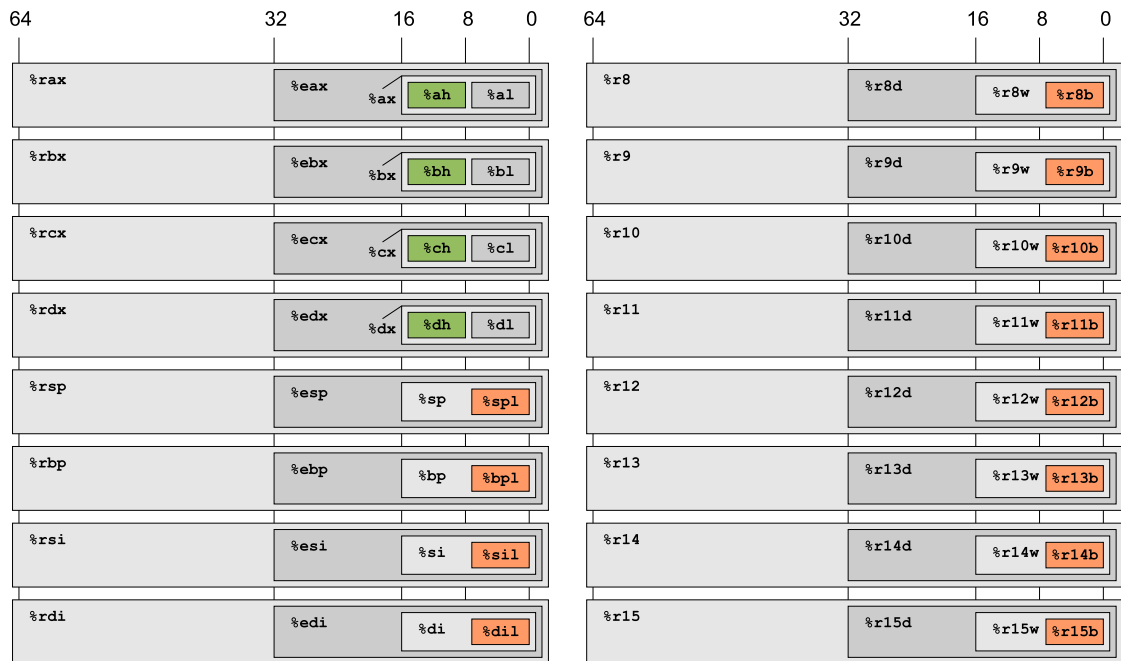 64 32 16 8 0 64 32 16 8 0
%rax %eax %ax %ah %al %r8 %r8d %r8w %r8b
%rbx %ebx %bx %bh %bl %r9 %r9d %r9w %r9b
%rcx %ecx %cx %ch %cl %r10 %r10d %r10w %r10b
%rdx %edx %dx %dh %dl %r11 %r11d %r11w %r11b
%rsp %esp %sp %spl %r12 %r12d %r12w %r12b
%rbp %ebp %bp %bpl %r13 %r13d %r13w %r13b
%rsi %esi %si %sil %r14 %r14d %r14w %r14b
%rdi %edi %di %dil %r15 %r15d %r15w %r15b